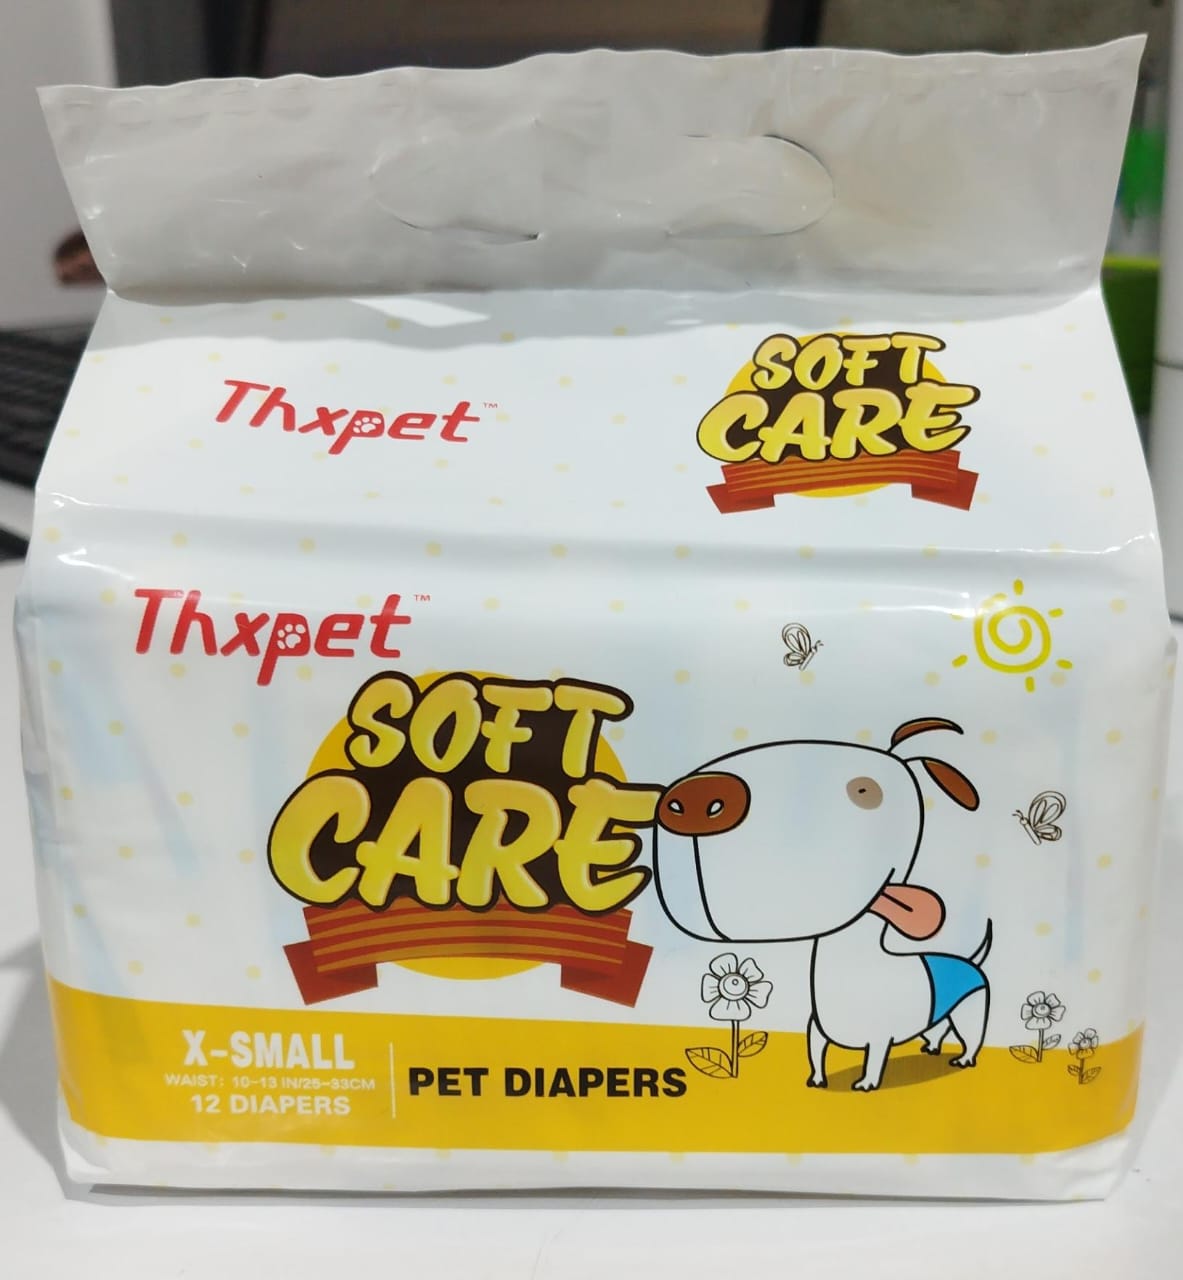 Thxpet™
SOFT
CARE
Thxpet™
SOFT
CARE
X-SMALL
WAIST: 10-13 IN/25-33CM
12 DIAPERS
PET DIAPERS